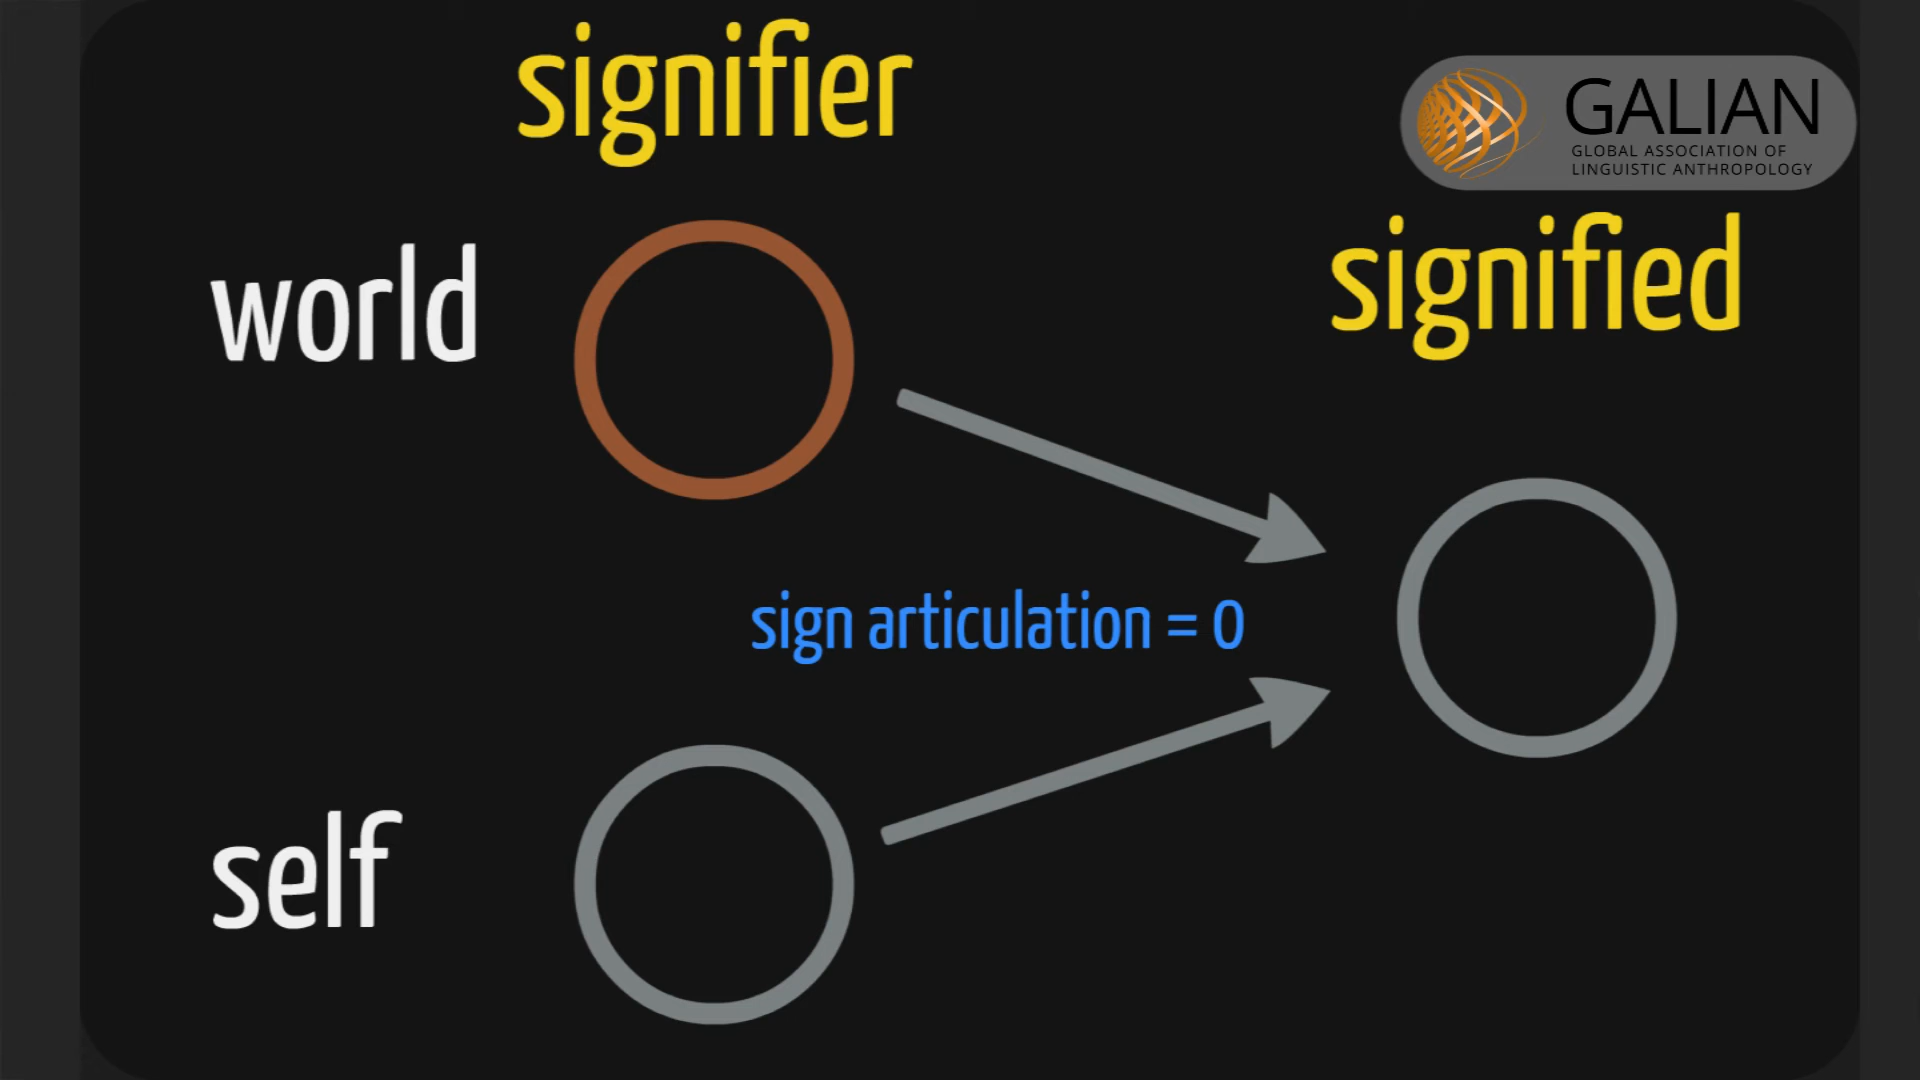 signifier
GALIAN
GLOBAL ASSOCIATION OF
LINGUISTIC ANTHROPOLOGY
world
signified
sign articulation = 0
self